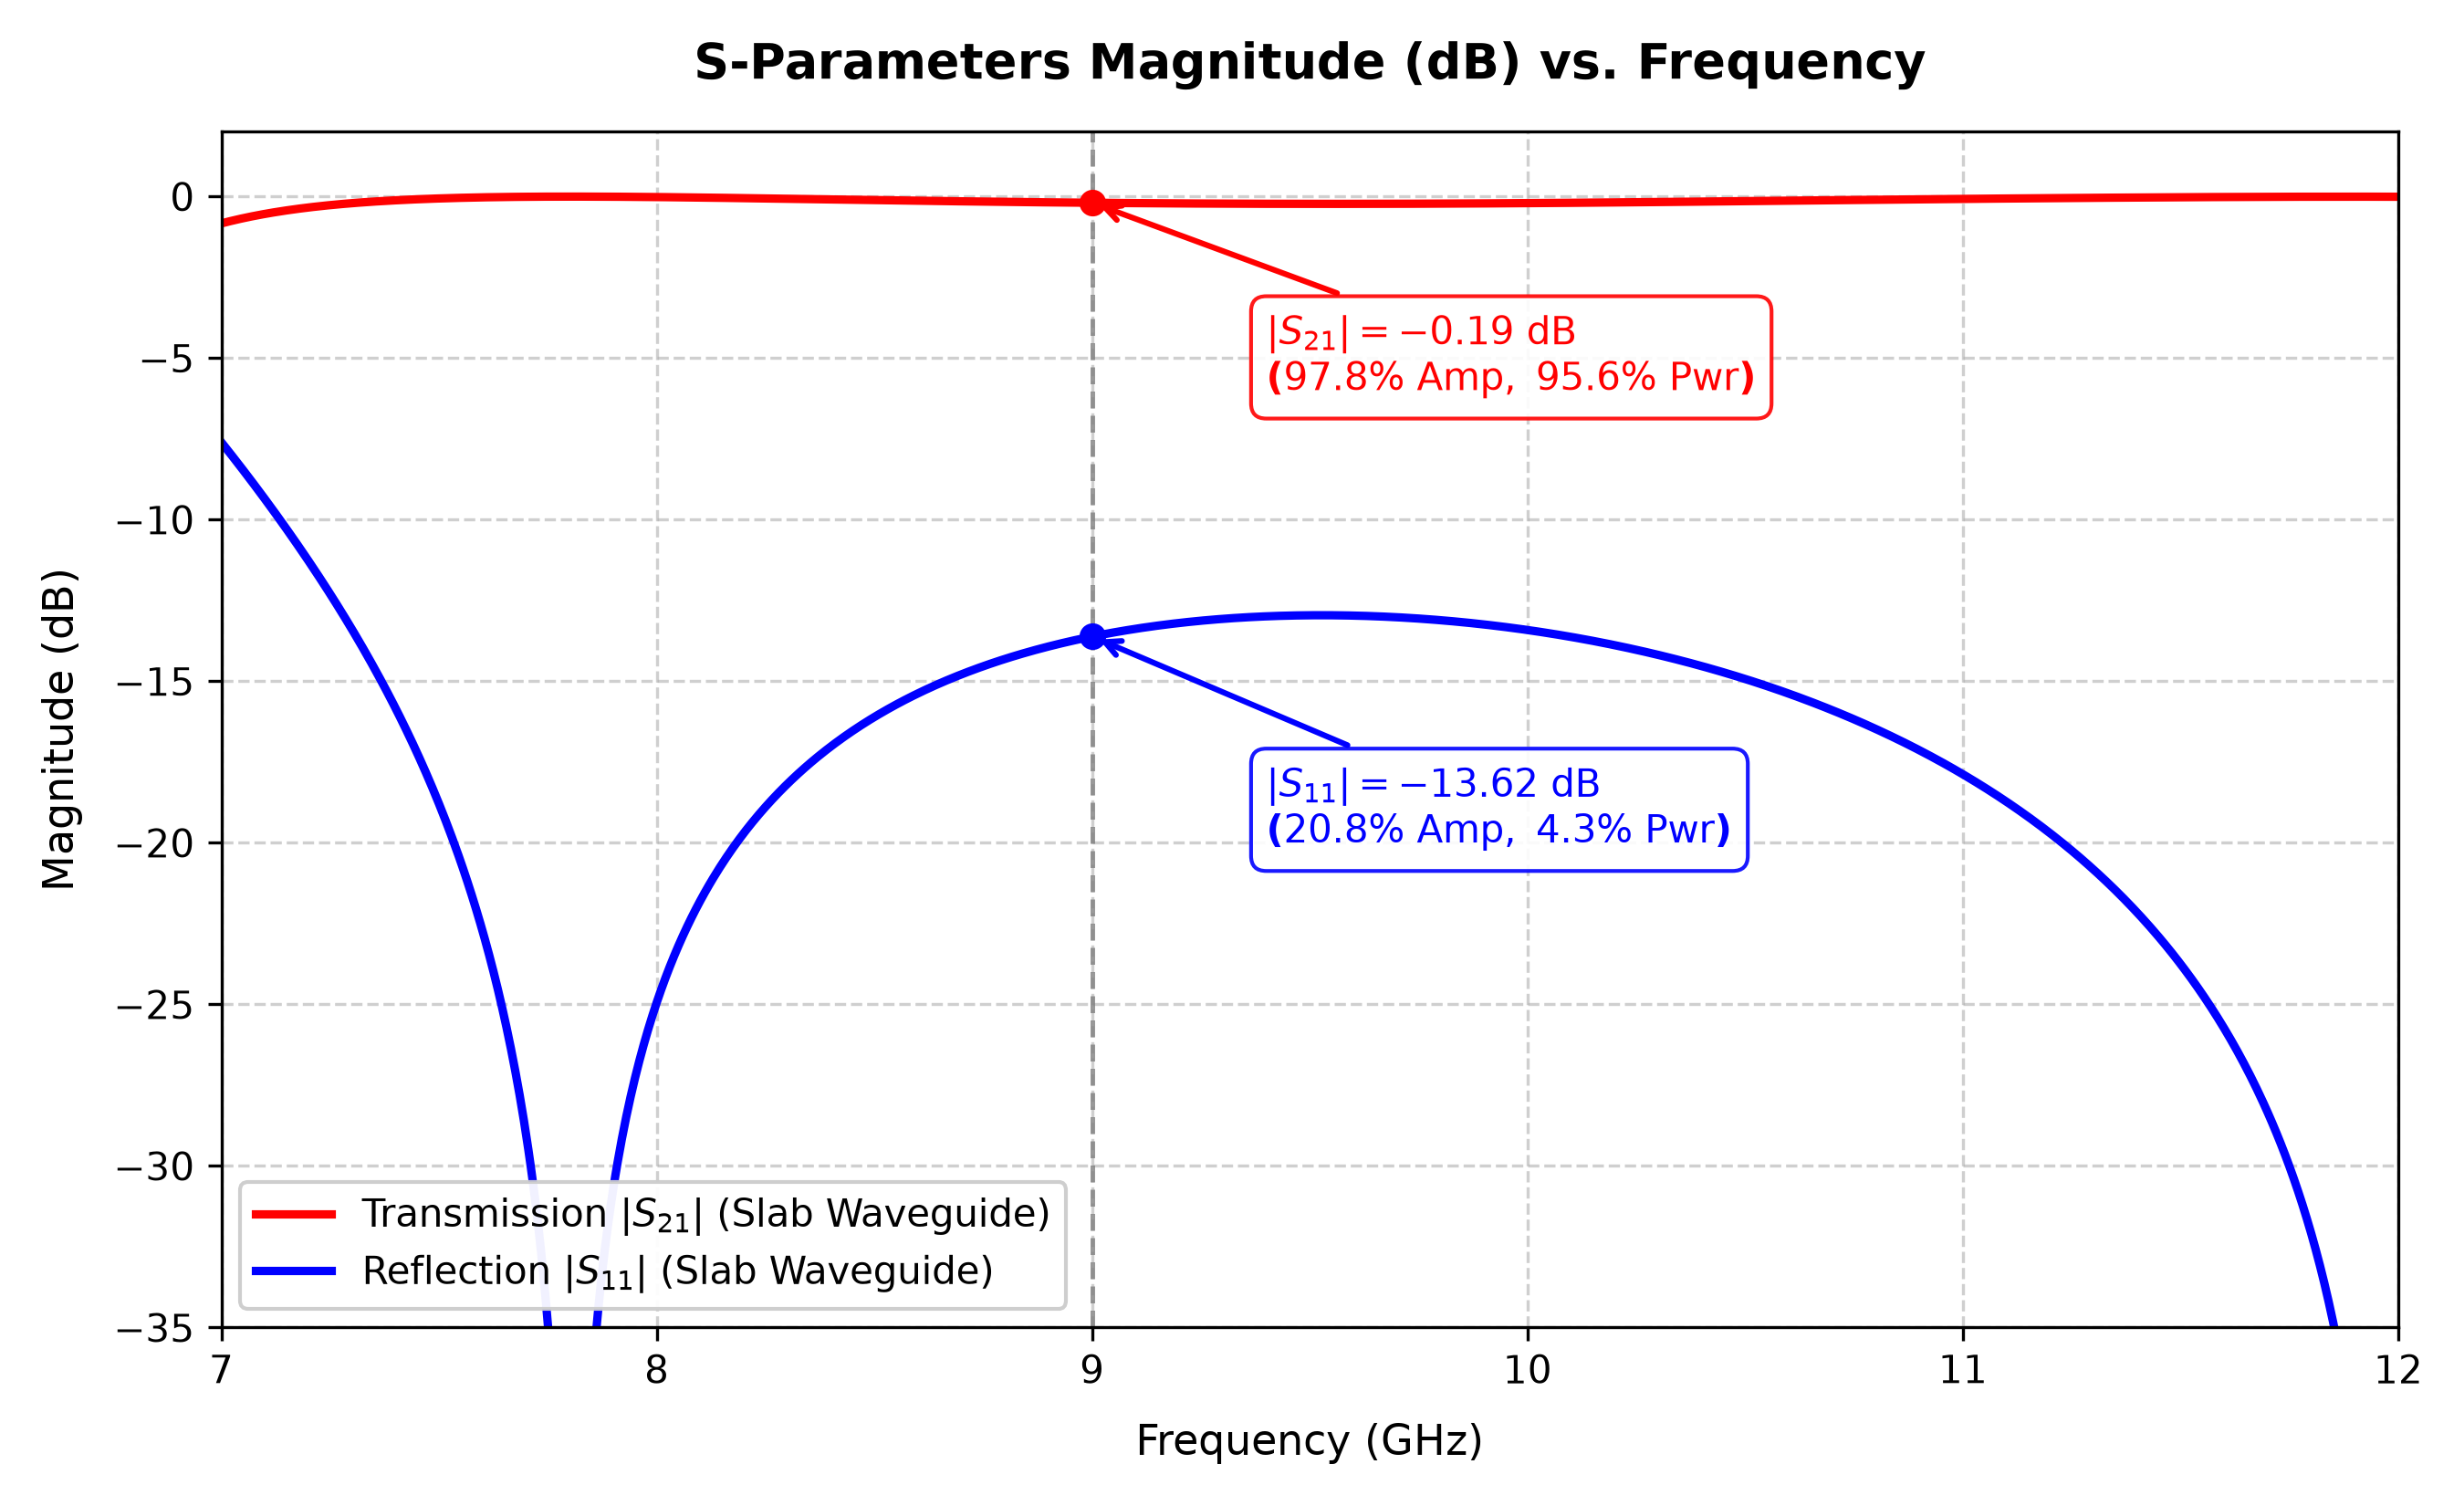 S-Parameters Magnitude (dB) vs. Frequency
0
−5
−10
−15
−20
−25
−30
−35
Magnitude (dB)
|S₂₁| = −0.19 dB
(97.8% Amp, 95.6% Pwr)
|S₁₁| = −13.62 dB
(20.8% Amp, 4.3% Pwr)
Transmission |S₂₁| (Slab Waveguide)
Reflection |S₁₁| (Slab Waveguide)
7 8 9 10 11 12
Frequency (GHz)